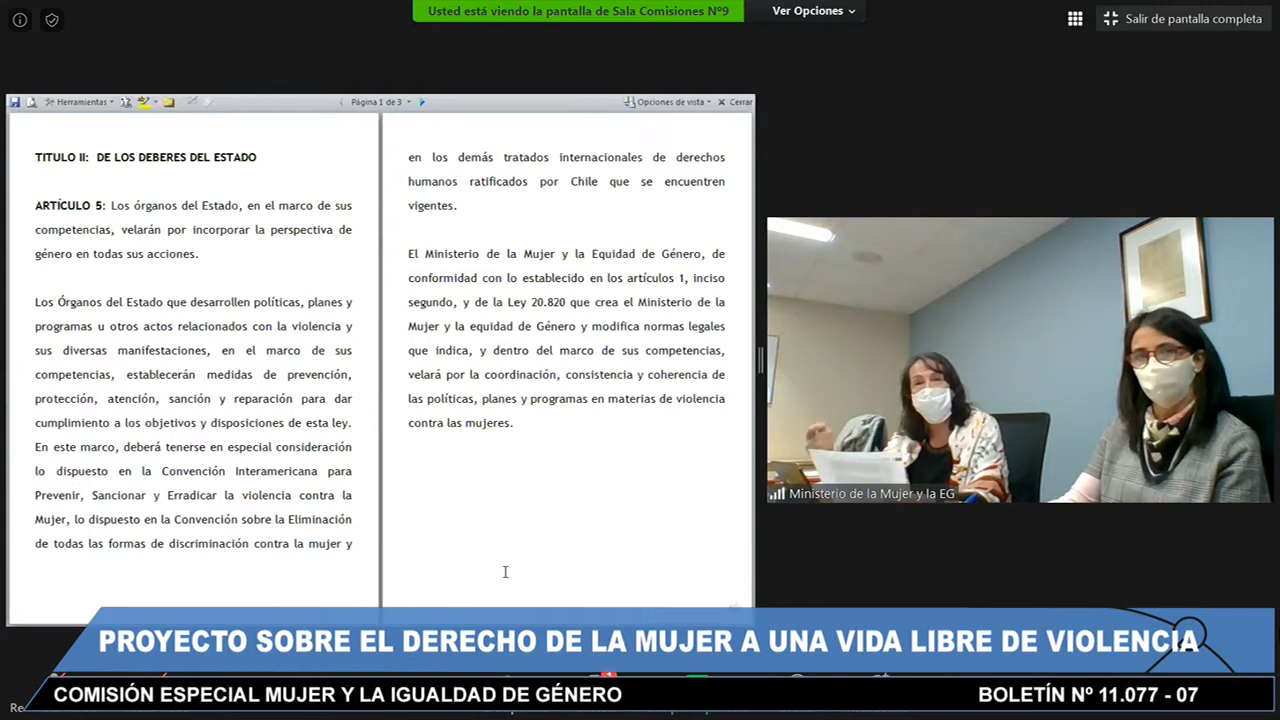 Usted está viendo la pantalla de Sala Comisiones Nº9
Ver Opciones
Salir de pantalla completa
Herramientas
Página 1 de 3
Opciones de vista
Cerrar
TITULO II: DE LOS DEBERES DEL ESTADO
ARTÍCULO 5: Los órganos del Estado, en el marco de sus
competencias, velarán por incorporar la perspectiva de
género en todas sus acciones.
Los Órganos del Estado que desarrollen políticas, planes y
programas u otros actos relacionados con la violencia y
sus diversas manifestaciones, en el marco de sus
competencias, establecerán medidas de prevención,
protección, atención, sanción y reparación para dar
cumplimiento a los objetivos y disposiciones de esta ley.
En este marco, deberá tenerse en especial consideración
lo dispuesto en la Convención Interamericana para
Prevenir, Sancionar y Erradicar la violencia contra la
Mujer, lo dispuesto en la Convención sobre la Eliminación
de todas las formas de discriminación contra la mujer y
en los demás tratados internacionales de derechos
humanos ratificados por Chile que se encuentren
vigentes.
El Ministerio de la Mujer y la Equidad de Género, de
conformidad con lo establecido en los artículos 1, inciso
segundo, y de la Ley 20.820 que crea el Ministerio de la
Mujer y la equidad de Género y modifica normas legales
que indica, y dentro del marco de sus competencias,
velará por la coordinación, consistencia y coherencia de
las políticas, planes y programas en materias de violencia
contra las mujeres.
Ministerio de la Mujer y la EG
PROYECTO SOBRE EL DERECHO DE LA MUJER A UNA VIDA LIBRE DE VIOLENCIA
COMISIÓN ESPECIAL MUJER Y LA IGUALDAD DE GÉNERO
BOLETÍN Nº 11.077 - 07